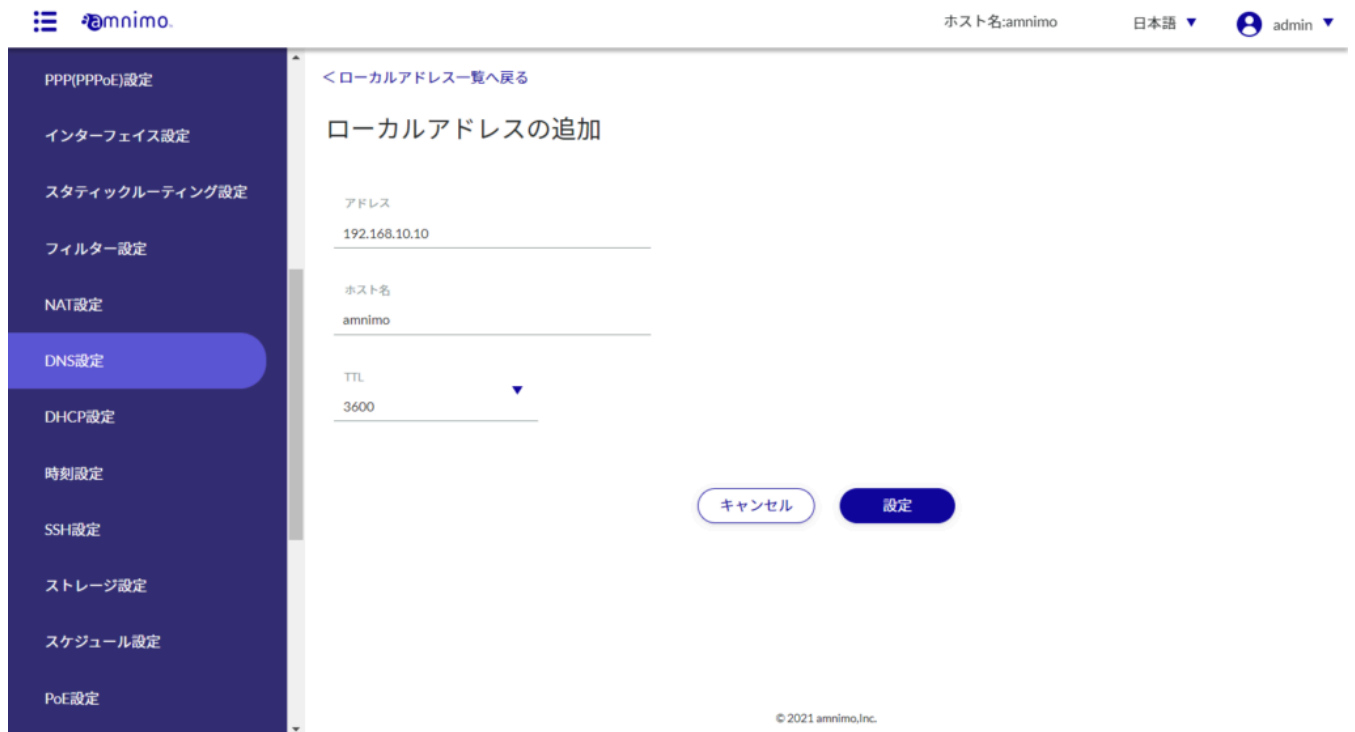 amnimo.
ホスト名:amnimo
日本語 ▼
admin ▼
PPP(PPPoE)設定
インターフェイス設定
スタティックルーティング設定
フィルター設定
NAT設定
DNS設定
DHCP設定
時刻設定
SSH設定
ストレージ設定
スケジュール設定
PoE設定
＜ローカルアドレス一覧へ戻る
ローカルアドレスの追加
アドレス
192.168.10.10
ホスト名
amnimo
TTL
3600
キャンセル
設定
© 2021 amnimo,Inc.